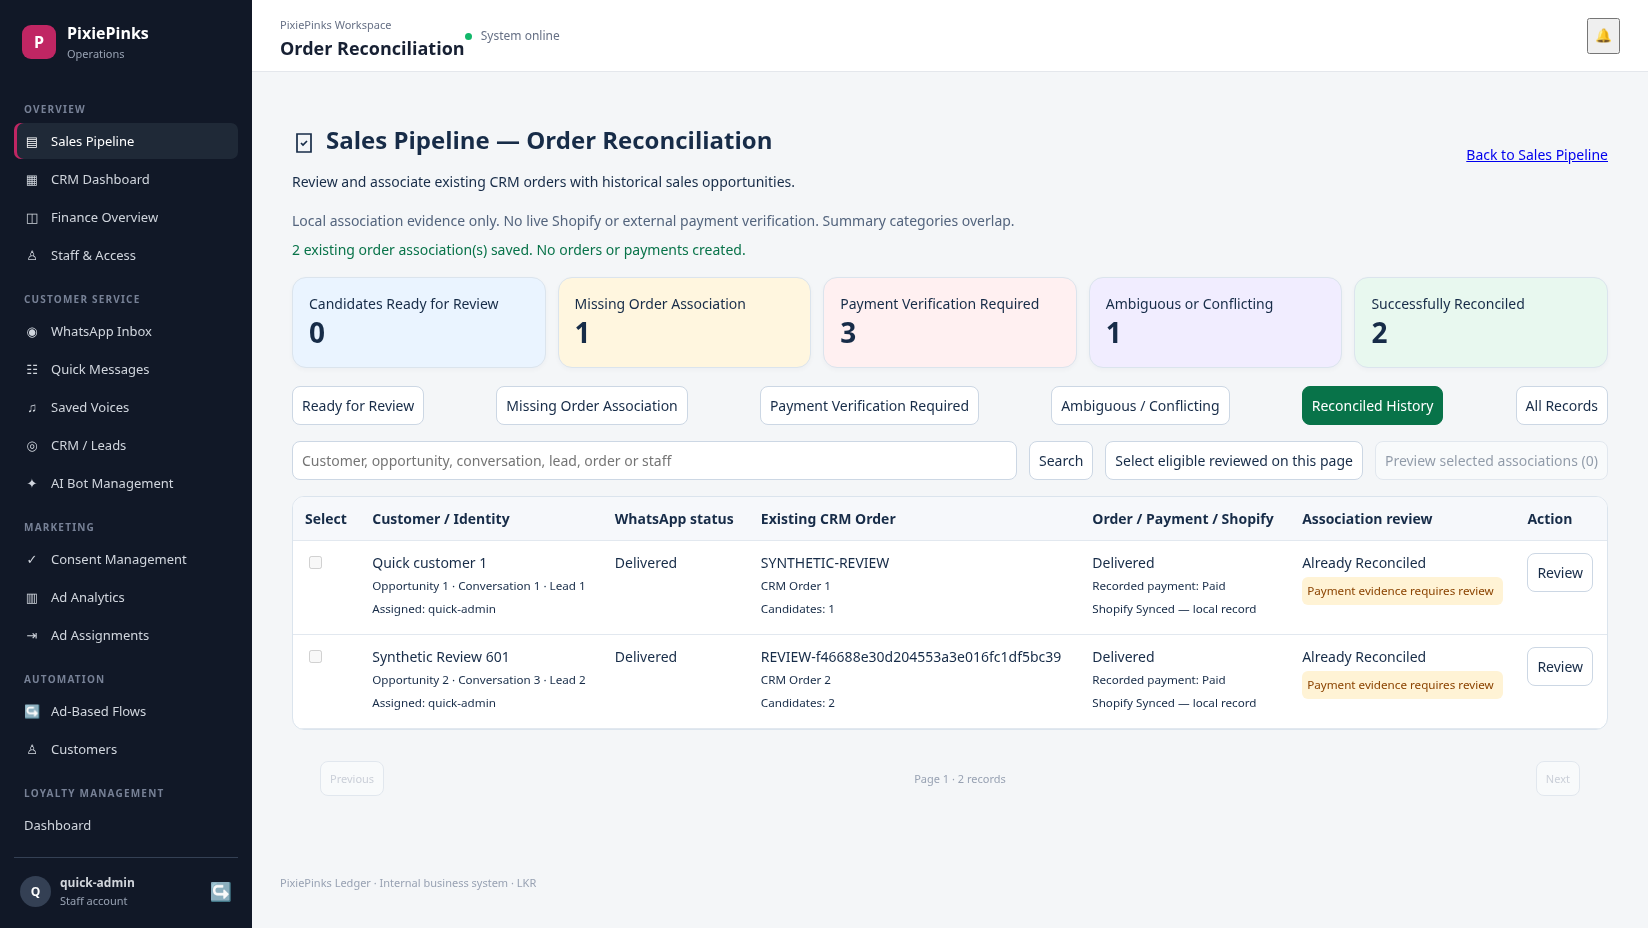 P
PixiePinks
Operations
OVERVIEW
Sales Pipeline
CRM Dashboard
Finance Overview
Staff & Access
CUSTOMER SERVICE
WhatsApp Inbox
Quick Messages
Saved Voices
CRM / Leads
AI Bot Management
MARKETING
Consent Management
Ad Analytics
Ad Assignments
AUTOMATION
Ad-Based Flows
Customers
LOYALTY MANAGEMENT
Dashboard
Q
quick-admin
Staff account
PixiePinks Workspace
Order Reconciliation
System online
Sales Pipeline — Order Reconciliation
Back to Sales Pipeline
Review and associate existing CRM orders with historical sales opportunities.
Local association evidence only. No live Shopify or external payment verification. Summary categories overlap.
2 existing order association(s) saved. No orders or payments created.
Candidates Ready for Review
0
Missing Order Association
1
Payment Verification Required
3
Ambiguous or Conflicting
1
Successfully Reconciled
2
Ready for Review
Missing Order Association
Payment Verification Required
Ambiguous / Conflicting
Reconciled History
All Records
Customer, opportunity, conversation, lead, order or staff
Search
Select eligible reviewed on this page
Preview selected associations (0)
Select Customer / Identity WhatsApp status Existing CRM Order Order / Payment / Shopify Association review Action
Quick customer 1
Opportunity 1 · Conversation 1 · Lead 1
Assigned: quick-admin
Delivered
SYNTHETIC-REVIEW
CRM Order 1
Candidates: 1
Delivered
Recorded payment: Paid
Shopify Synced — local record
Already Reconciled
Payment evidence requires review
Review
Synthetic Review 601
Opportunity 2 · Conversation 3 · Lead 2
Assigned: quick-admin
Delivered
REVIEW-f46688e30d204553a3e016fc1df5bc39
CRM Order 2
Candidates: 2
Delivered
Recorded payment: Paid
Shopify Synced — local record
Already Reconciled
Payment evidence requires review
Review
Previous
Page 1 · 2 records
Next
PixiePinks Ledger · Internal business system · LKR